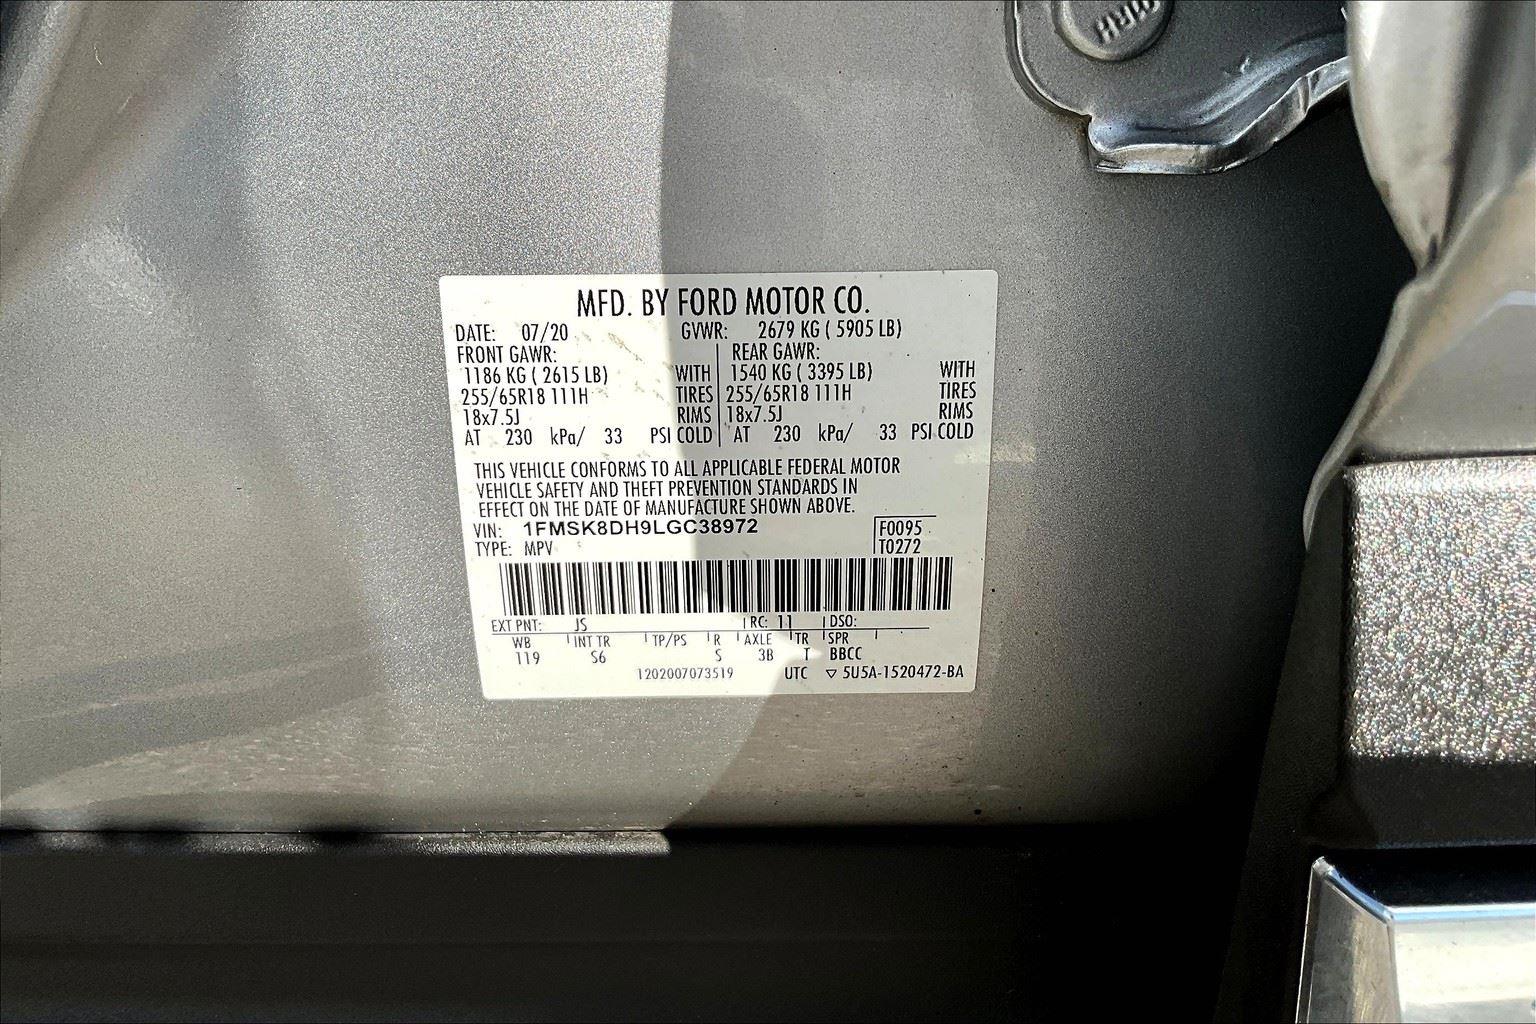 HRH
MFD. BY FORD MOTOR CO.
DATE: 07/20 GVWR: 2679 KG ( 5905 LB)
FRONT GAWR: REAR GAWR:
1186 KG ( 2615 LB) WITH 1540 KG ( 3395 LB) WITH
255/65R18 111H TIRES 255/65R18 111H TIRES
18x7.5J RIMS 18x7.5J RIMS
AT 230 kPa/ 33 PSI COLD AT 230 kPa/ 33 PSI COLD
THIS VEHICLE CONFORMS TO ALL APPLICABLE FEDERAL MOTOR
VEHICLE SAFETY AND THEFT PREVENTION STANDARDS IN
EFFECT ON THE DATE OF MANUFACTURE SHOWN ABOVE.
VIN: 1FMSK8DH9LGC38972 F0095
TYPE: MPV T0272
EXT PNT: JS RC: 11 DSO:
WB INT TR TP/PS R AXLE TR SPR
119 S6 S 3B T BBCC
1202007073519 UTC ▽ 5U5A-1520472-BA